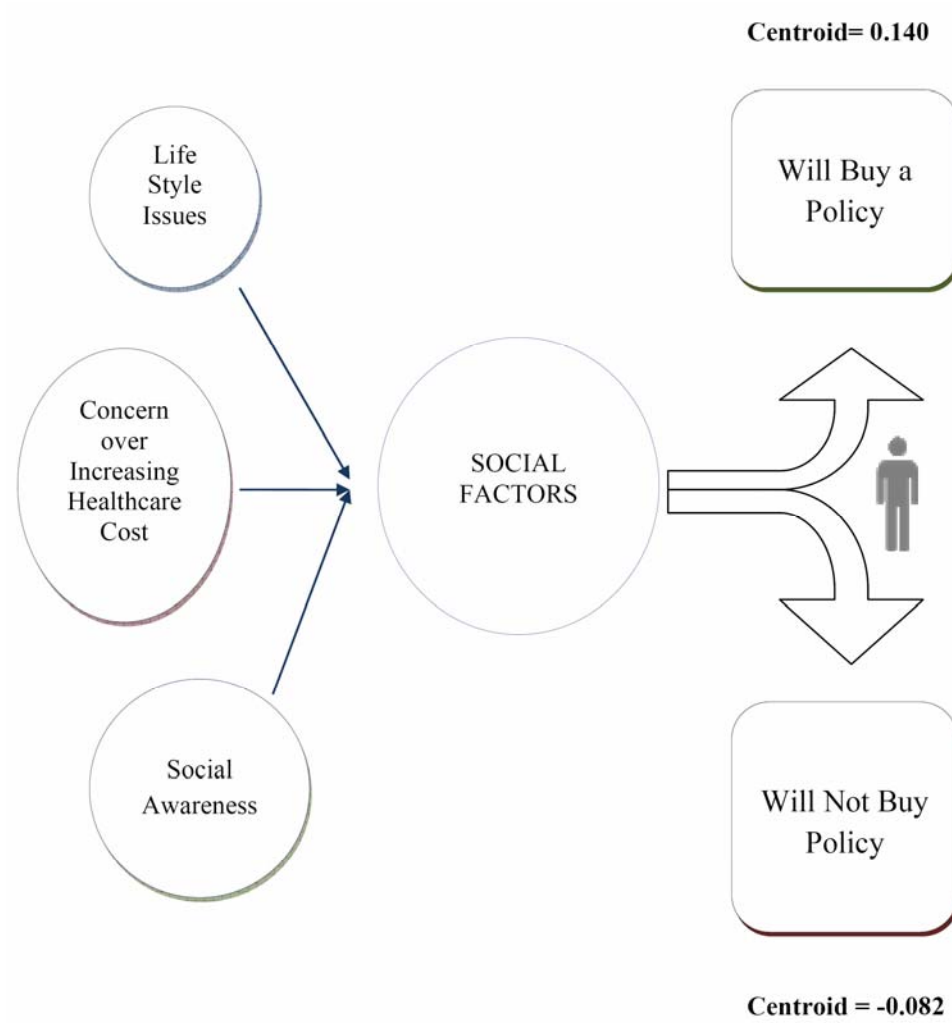 Centroid= 0.140
Life
Style
Issues
Will Buy a
Policy
Concern
over
Increasing
Healthcare
Cost
SOCIAL
FACTORS
Social
Awareness
Will Not Buy
Policy
Centroid = -0.082